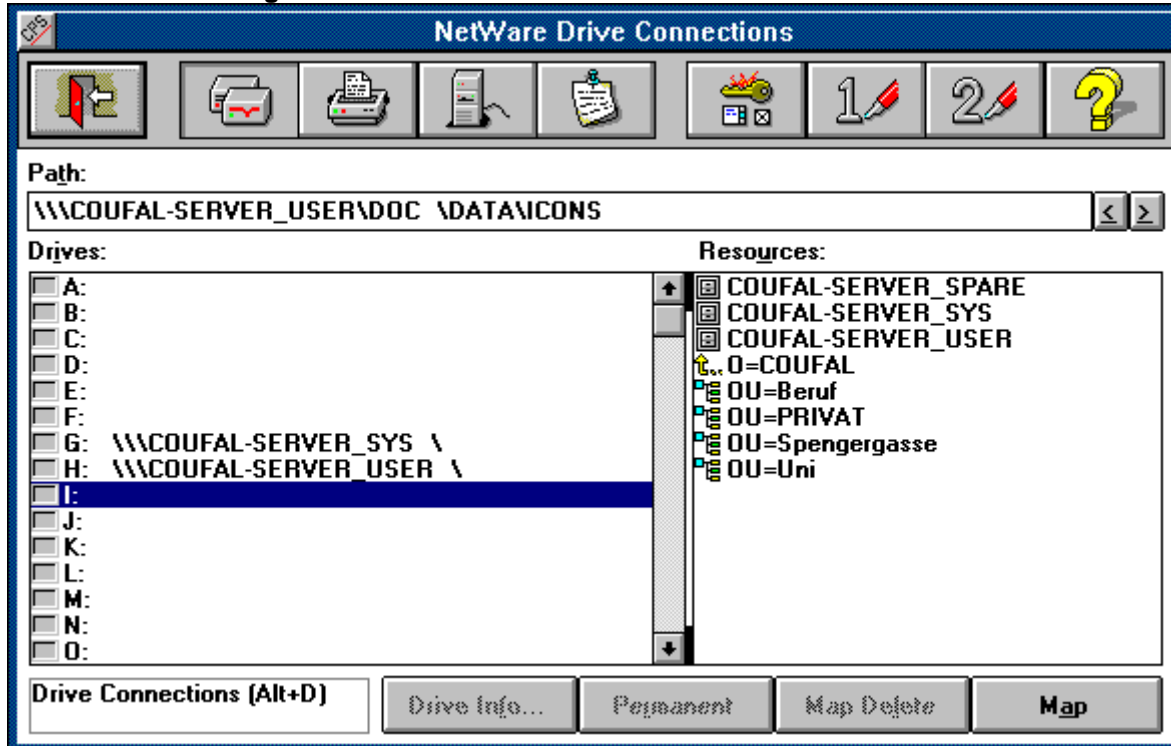 CPS
NetWare Drive Connections
1
2
Path:
\\\COUFAL-SERVER_USER\DOC \DATA\ICONS
< >
Drives:
Resources:
A:
B:
C:
D:
E:
F:
G: \\\COUFAL-SERVER_SYS \
H: \\\COUFAL-SERVER_USER \
I:
J:
K:
L:
M:
N:
O:
COUFAL-SERVER_SPARE
COUFAL-SERVER_SYS
COUFAL-SERVER_USER
O=COUFAL
OU=Beruf
OU=PRIVAT
OU=Spengergasse
OU=Uni
Drive Connections (Alt+D)
Drive Info...
Permanent
Map Delete
Map